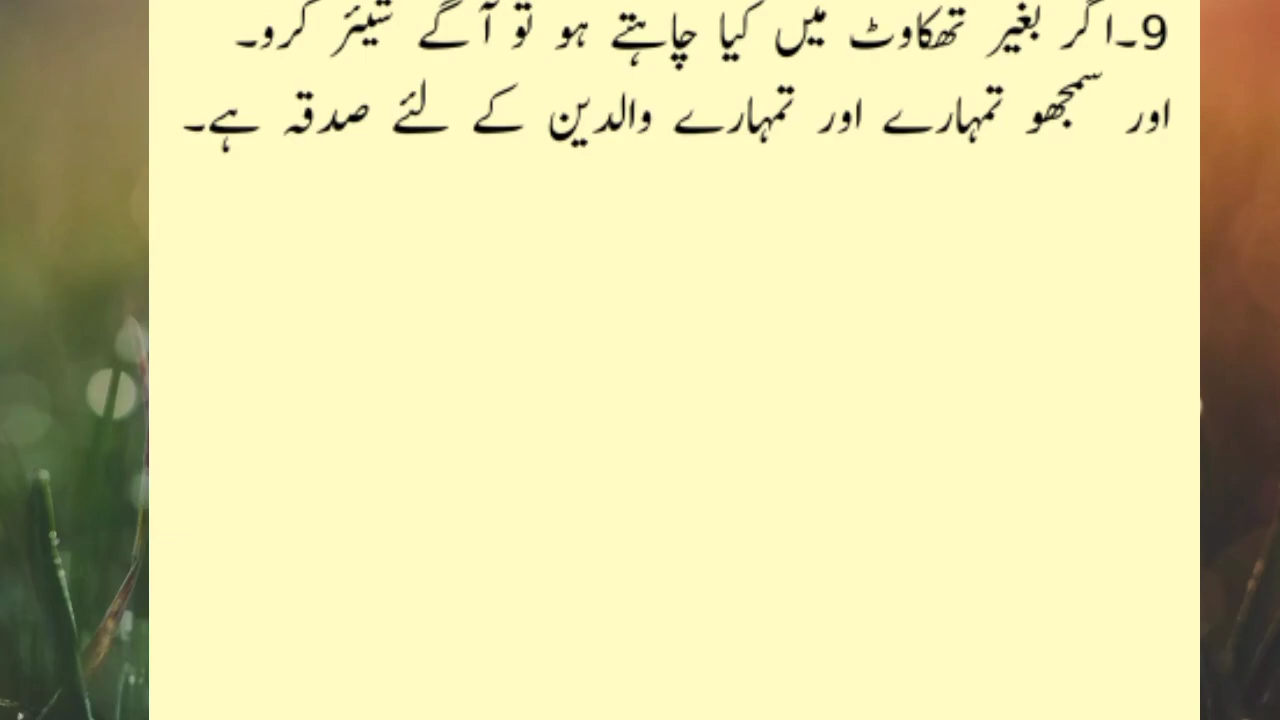 9۔اگر بغیر تھکاوٹ میں کیا چاہتے ہو تو آگے شیئر کرو۔
اور سمجھو تمہارے اور تمہارے والدین کے لئے صدقہ ہے۔